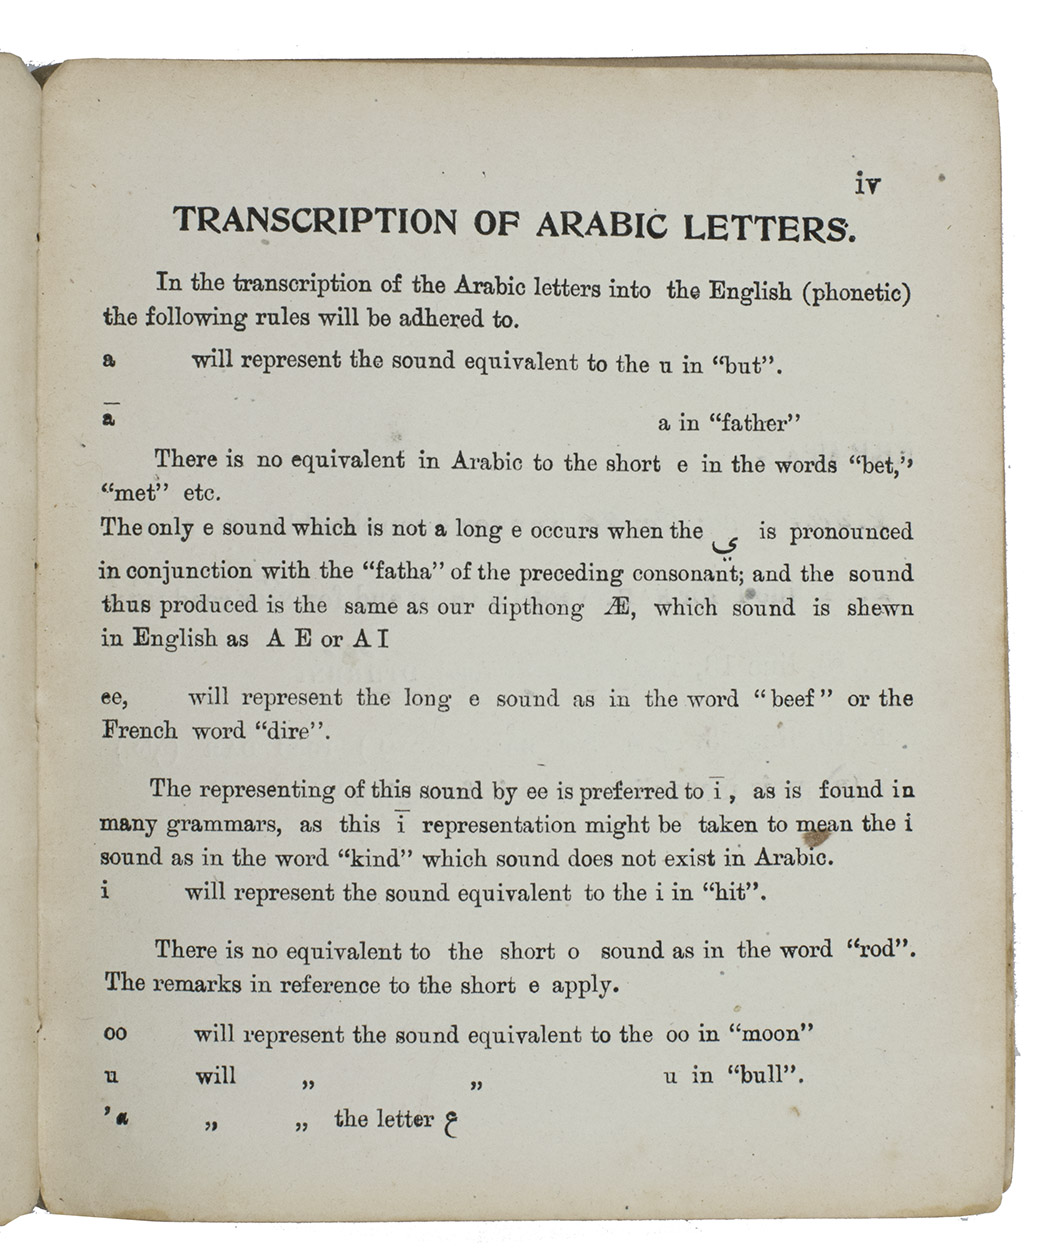 iv
TRANSCRIPTION OF ARABIC LETTERS.
In the transcription of the Arabic letters into the English (phonetic)
the following rules will be adhered to.
a will represent the sound equivalent to the u in “but”.
ā a in “father”
There is no equivalent in Arabic to the short e in the words “bet,”
“met” etc.
The only e sound which is not a long e occurs when the ي is pronounced
in conjunction with the “fatha” of the preceding consonant; and the sound
thus produced is the same as our dipthong Æ, which sound is shewn
in English as A E or A I
ee, will represent the long e sound as in the word “beef” or the
French word “dire”.
The representing of this sound by ee is preferred to ī, as is found in
many grammars, as this ī representation might be taken to mean the i
sound as in the word “kind” which sound does not exist in Arabic.
i will represent the sound equivalent to the i in “hit”.
There is no equivalent to the short o sound as in the word “rod”.
The remarks in reference to the short e apply.
oo will represent the sound equivalent to the oo in “moon”
u will „ „ u in “bull”.
’a „ „ the letter ع